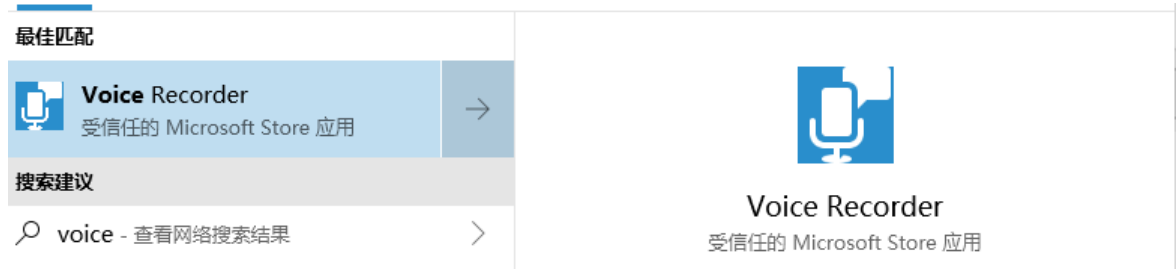 最佳匹配
Voice Recorder
受信任的 Microsoft Store 应用
搜索建议
voice - 查看网络搜索结果
Voice Recorder
受信任的 Microsoft Store 应用